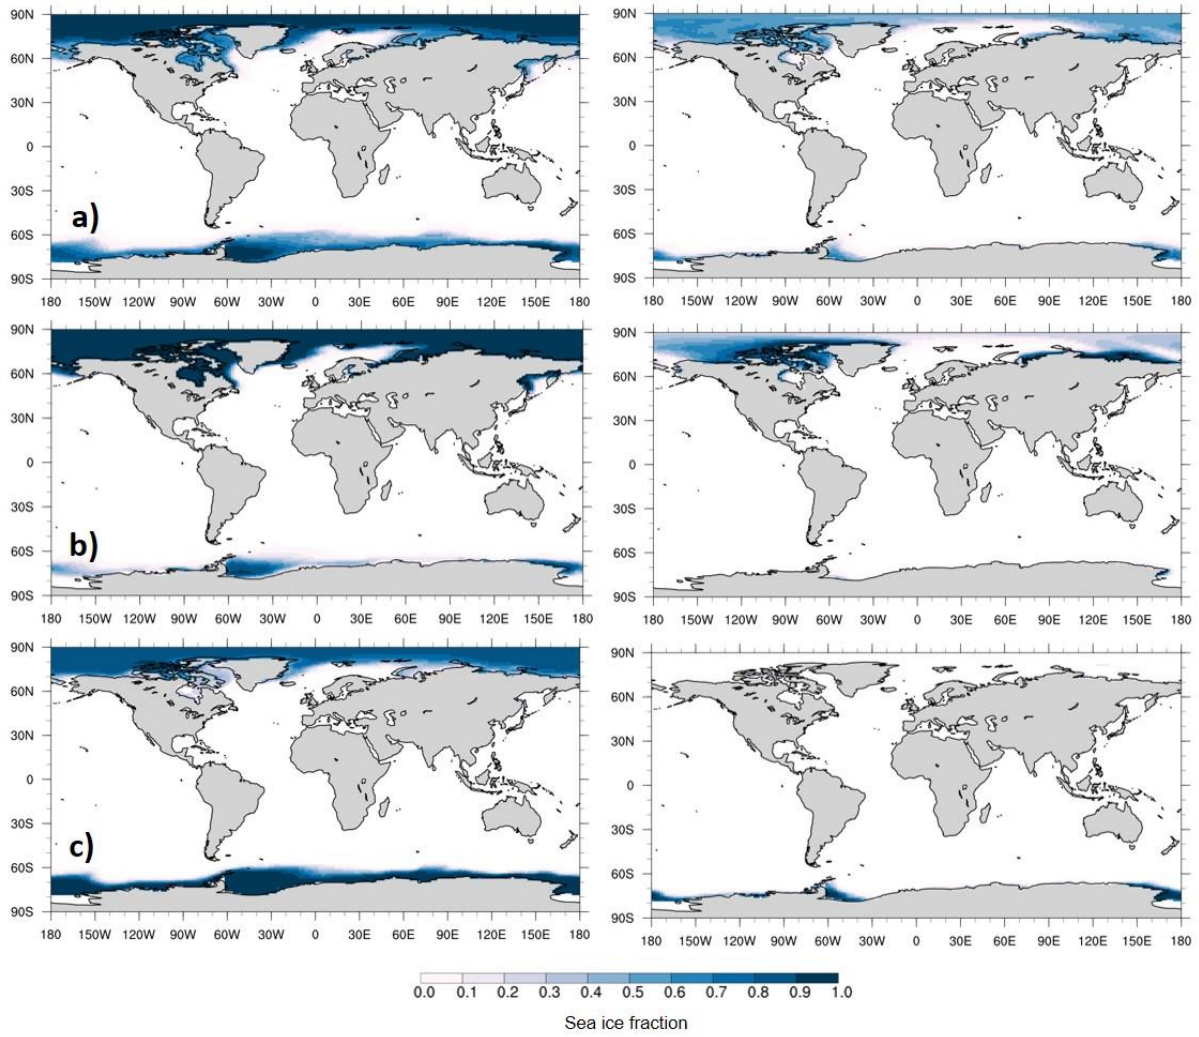 90N 90N
60N 60N
30N 30N
0 0
30S 30S
a)
60S 60S
90S 90S
180 150W 120W 90W 60W 30W 0 30E 60E 90E 120E 150E 180 180 150W 120W 90W 60W 30W 0 30E 60E 90E 120E 150E 180
90N 90N
60N 60N
30N 30N
0 0
30S 30S
b)
60S 60S
90S 90S
180 150W 120W 90W 60W 30W 0 30E 60E 90E 120E 150E 180 180 150W 120W 90W 60W 30W 0 30E 60E 90E 120E 150E 180
90N 90N
60N 60N
30N 30N
0 0
30S 30S
c)
60S 60S
90S 90S
180 150W 120W 90W 60W 30W 0 30E 60E 90E 120E 150E 180 180 150W 120W 90W 60W 30W 0 30E 60E 90E 120E 150E 180
0.0 0.1 0.2 0.3 0.4 0.5 0.6 0.7 0.8 0.9 1.0
Sea ice fraction